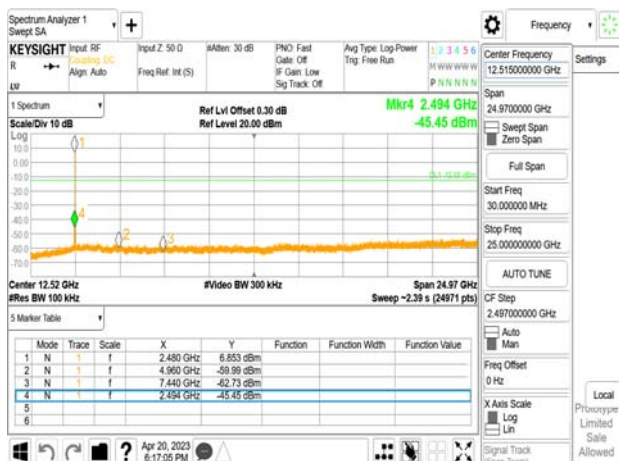 Spectrum Analyzer 1
Swept SA
+
Frequency
KEYSIGHT Input: RF
R
Coupling: DC
Align: Auto
LXI
Input Z: 50 Ω
Freq Ref: Int (S)
#Atten: 30 dB
PNO: Fast
Gate: Off
IF Gain: Low
Sig Track: Off
Avg Type: Log-Power
Trig: Free Run
1 2 3 4 5 6
M W W W W W
P N N N N N
1 Spectrum
Scale/Div 10 dB
Ref Lvl Offset 0.30 dB
Ref Level 20.00 dBm
Mkr4 2.494 GHz
-45.45 dBm
Log
10.0
0.00
-10.0
-20.0
-30.0
-40.0
-50.0
-60.0
-70.0
1
2
3
4
Center 12.52 GHz
#Res BW 100 kHz
#Video BW 300 kHz
Span 24.97 GHz
Sweep ~2.39 s (24971 pts)
5 Marker Table
Mode Trace Scale X Y Function Function Width Function Value
1 N 1 f 2.480 GHz 6.853 dBm
2 N 1 f 4.960 GHz -59.99 dBm
3 N 1 f 7.440 GHz -62.73 dBm
4 N 1 f 2.494 GHz -45.45 dBm
5
6
Apr 20, 2023
6:17:05 PM
?
Center Frequency
12.515000000 GHz
Span
24.9700000 GHz
Swept Span
Zero Span
Full Span
Start Freq
30.000000 MHz
Stop Freq
25.000000000 GHz
AUTO TUNE
CF Step
2.497000000 GHz
Auto
Man
Freq Offset
0 Hz
X Axis Scale
Log
Lin
Signal Track
Settings
Local
Prototype
Limited
Sale
Allowed